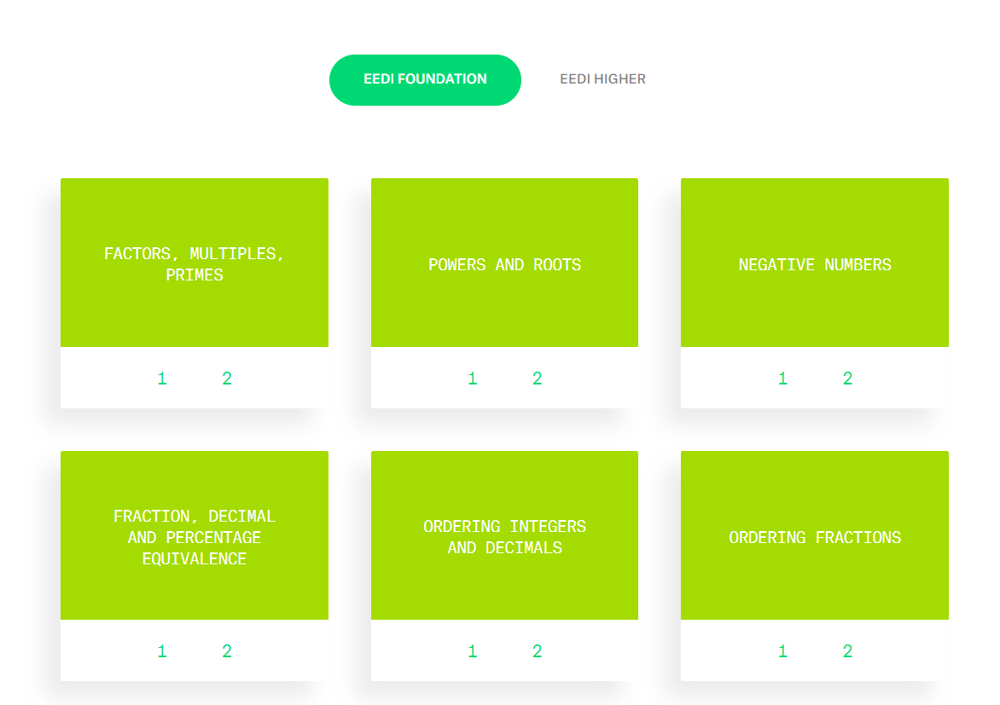 EEDI FOUNDATION
EEDI HIGHER
FACTORS, MULTIPLES,
PRIMES
1 2
POWERS AND ROOTS
1 2
NEGATIVE NUMBERS
1 2
FRACTION, DECIMAL
AND PERCENTAGE
EQUIVALENCE
1 2
ORDERING INTEGERS
AND DECIMALS
1 2
ORDERING FRACTIONS
1 2